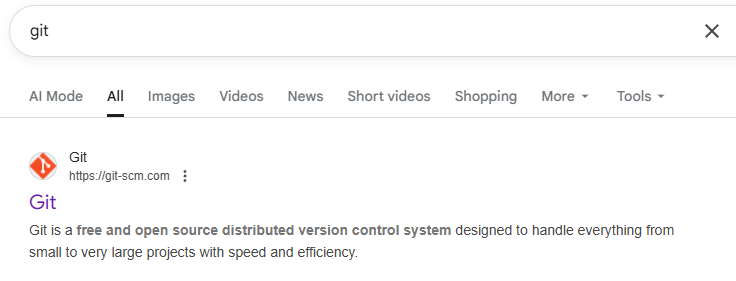 git
AI Mode All Images Videos News Short videos Shopping More Tools
Git
https://git-scm.com
Git
Git is a free and open source distributed version control system designed to handle everything from
small to very large projects with speed and efficiency.